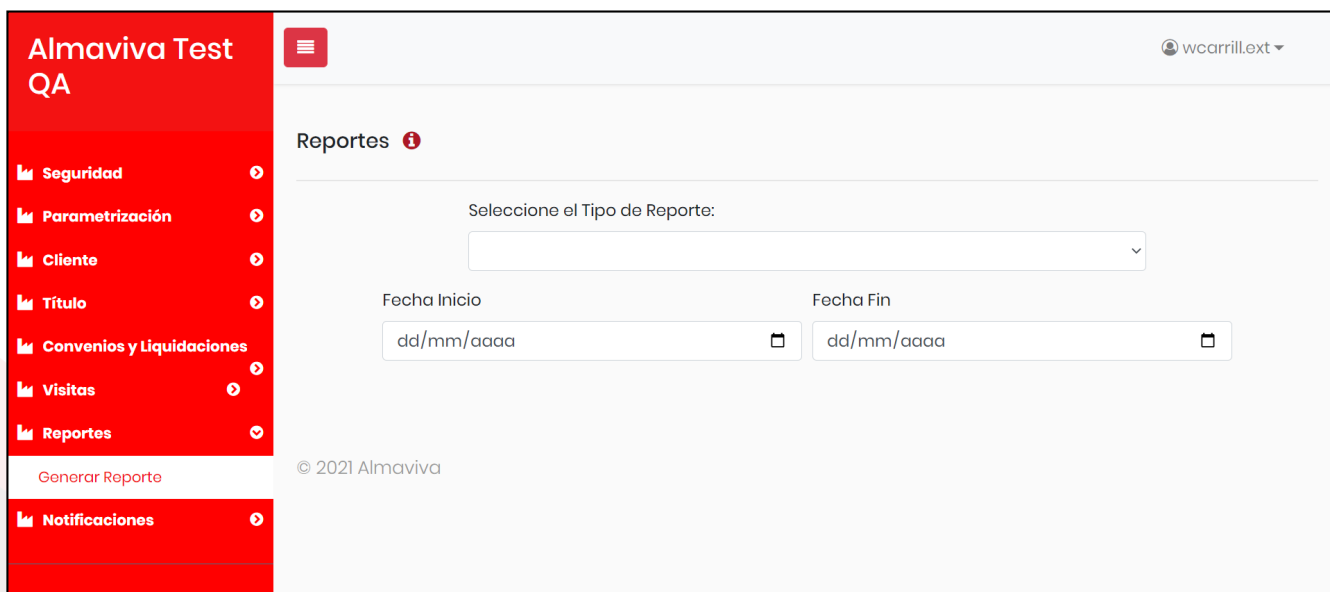 Almaviva Test
QA
wcarrill.ext
Seguridad
Parametrización
Cliente
Título
Convenios y Liquidaciones
Visitas
Reportes
Generar Reporte
Notificaciones
Reportes
Seleccione el Tipo de Reporte:
Fecha Inicio
Fecha Fin
dd/mm/aaaa
dd/mm/aaaa
© 2021 Almaviva